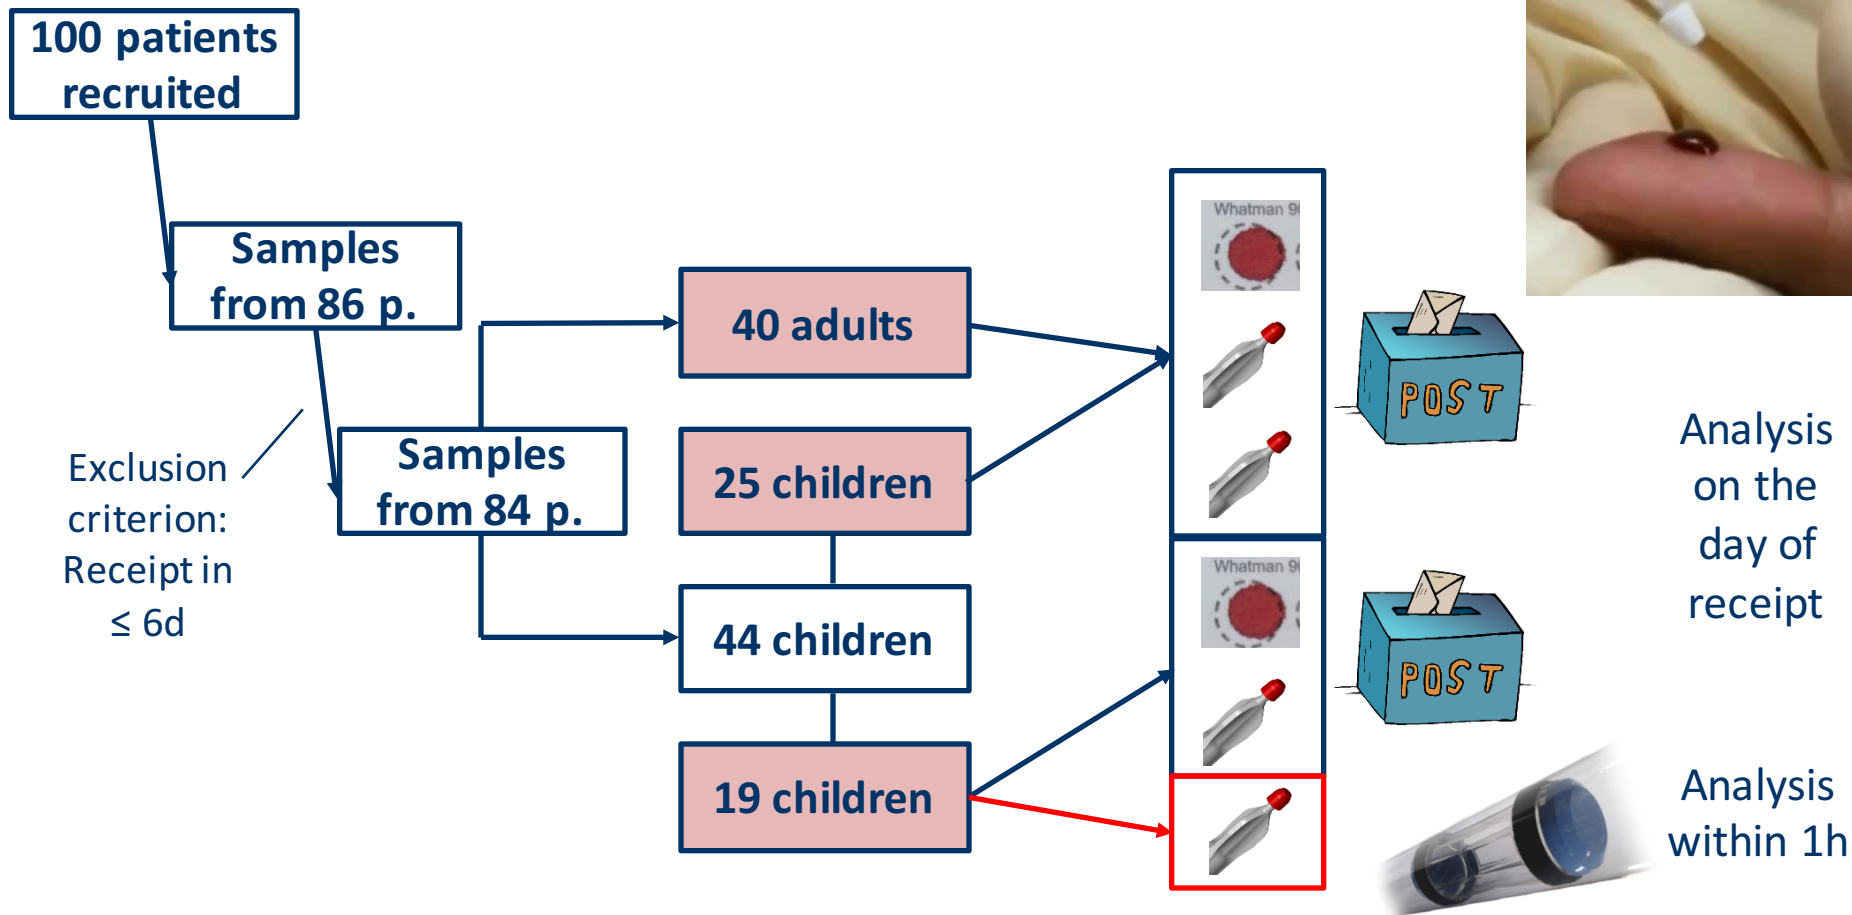 100 patients
recruited
Samples
from 86 p.
Exclusion
criterion:
Receipt in
≤ 6d
Samples
from 84 p.
40 adults
25 children
44 children
19 children
Whatman
POST
Whatman
POST
Analysis
on the
day of
receipt
Analysis
within 1h